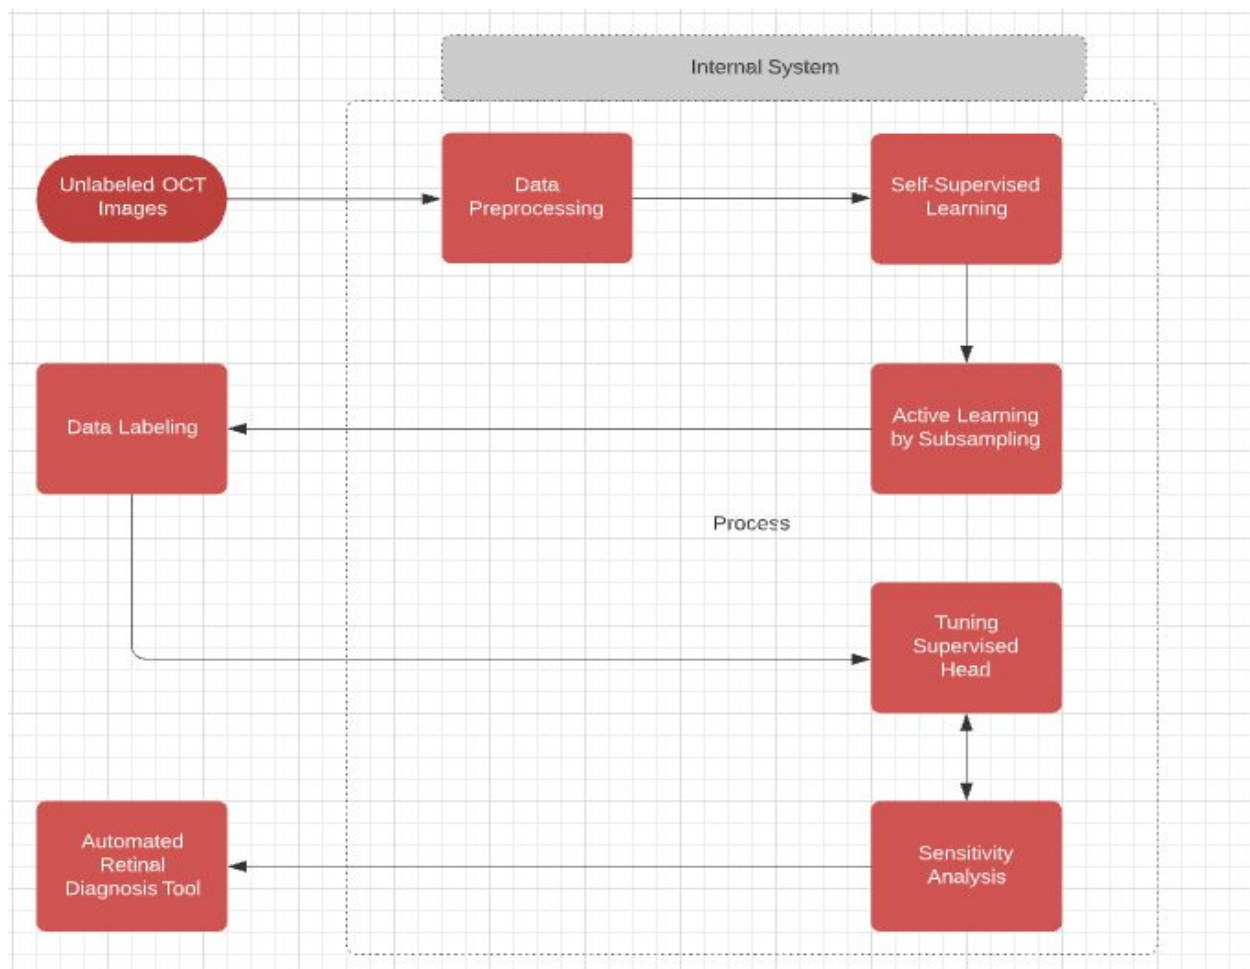 Internal System
Unlabeled OCT
Images
Data
Preprocessing
Self-Supervised
Learning
Data Labeling
Active Learning
by Subsampling
Process
Tuning
Supervised
Head
Automated
Retinal
Diagnosis Tool
Sensitivity
Analysis